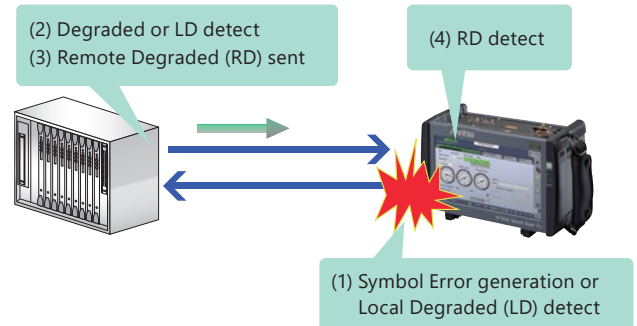 (2) Degraded or LD detect
(3) Remote Degraded (RD) sent
(4) RD detect
(1) Symbol Error generation or
Local Degraded (LD) detect